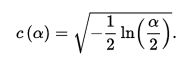 c (α) = √(−1/2 ln(α/2)).